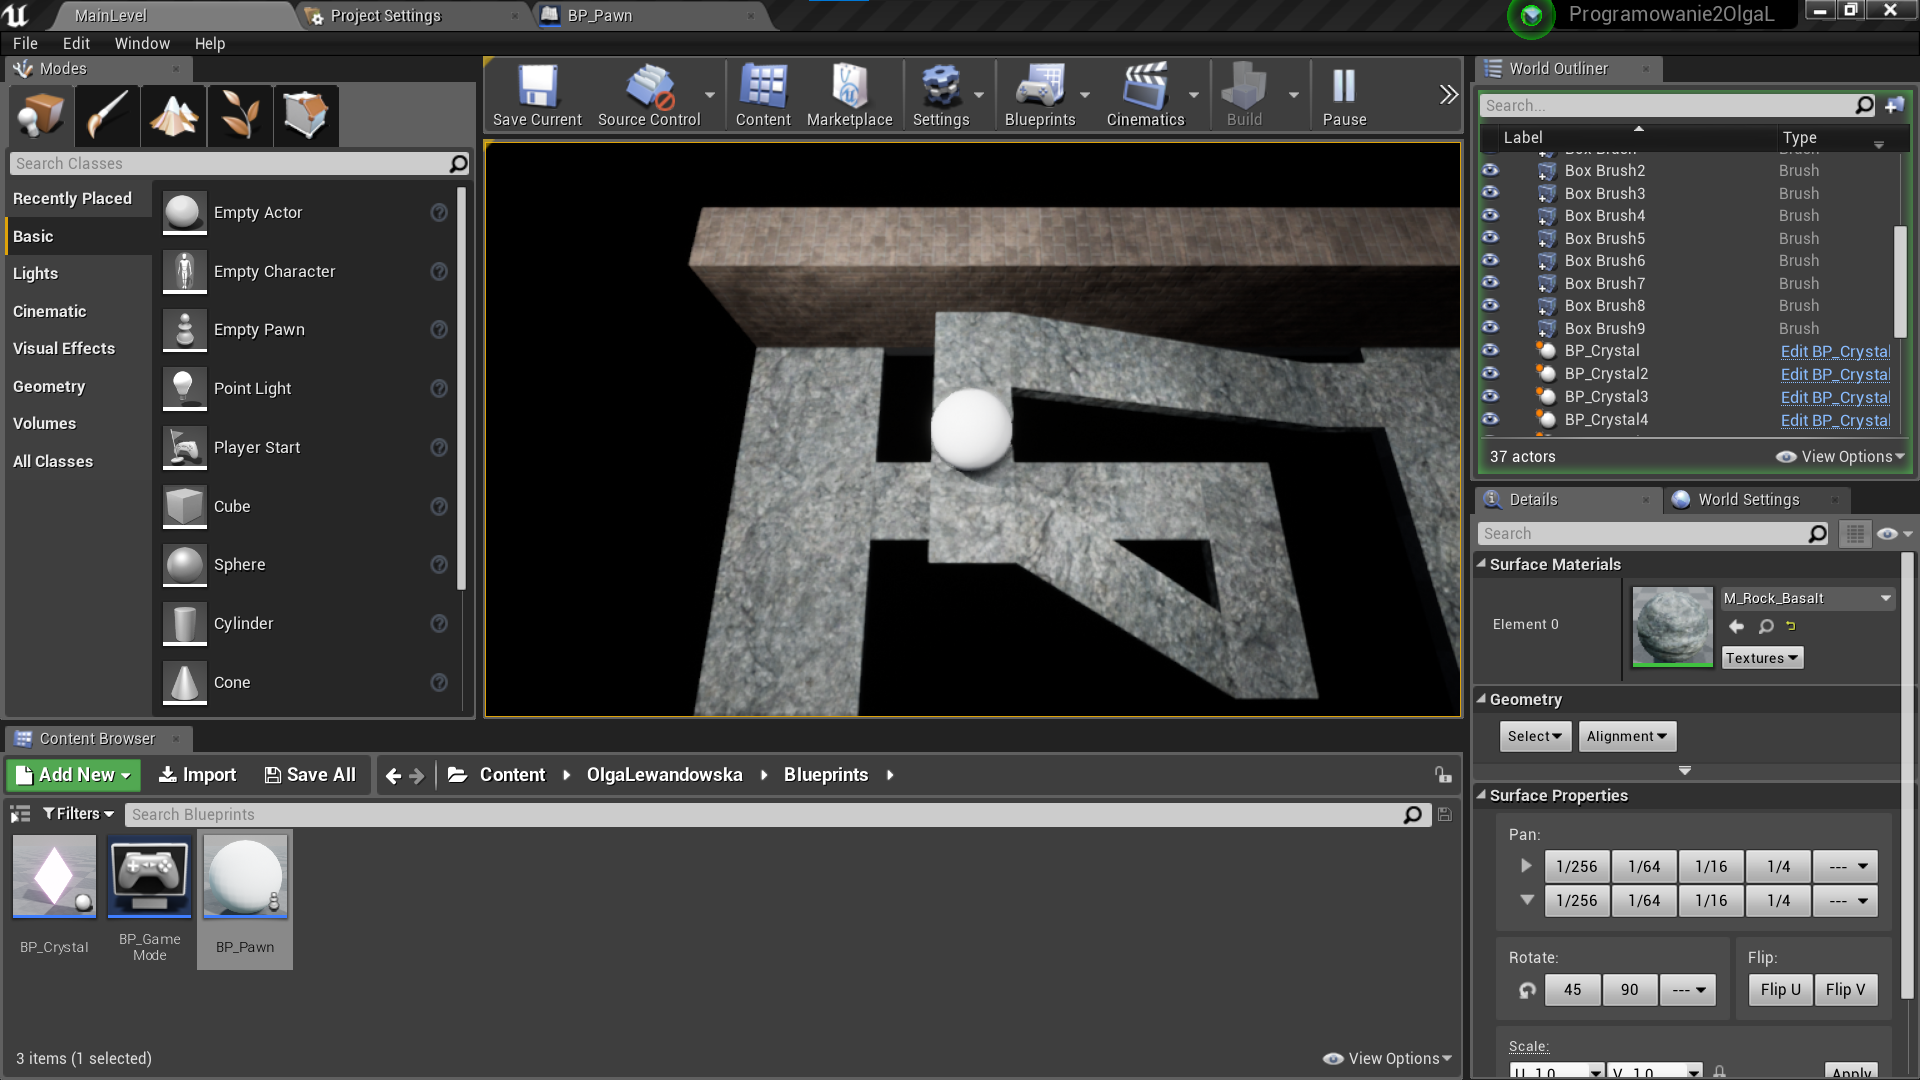 MainLevel
Project Settings
BP_Pawn
Programowanie2OlgaL
File Edit Window Help
Modes
Search Classes
Recently Placed
Basic
Lights
Cinematic
Visual Effects
Geometry
Volumes
All Classes
Empty Actor
Empty Character
Empty Pawn
Point Light
Player Start
Cube
Sphere
Cylinder
Cone
Save Current
Source Control
Content
Marketplace
Settings
Blueprints
Cinematics
Build
Pause
World Outliner
Search...
Label Type
Box Brush2 Brush
Box Brush3 Brush
Box Brush4 Brush
Box Brush5 Brush
Box Brush6 Brush
Box Brush7 Brush
Box Brush8 Brush
Box Brush9 Brush
BP_Crystal Edit BP_Crystal
BP_Crystal2 Edit BP_Crystal
BP_Crystal3 Edit BP_Crystal
BP_Crystal4 Edit BP_Crystal
37 actors
View Options
Details
World Settings
Search
Surface Materials
Element 0
M_Rock_Basalt
Textures
Geometry
Select
Alignment
Surface Properties
Pan:
1/256 1/64 1/16 1/4 ---
1/256 1/64 1/16 1/4 ---
Rotate:
45 90 ---
Flip:
Flip U Flip V
Scale:
U 1.0 V 1.0 Apply
Content Browser
Add New
Import
Save All
Content
OlgaLewandowska
Blueprints
Filters
Search Blueprints
BP_Crystal
BP_Game
Mode
BP_Pawn
3 items (1 selected)
View Options